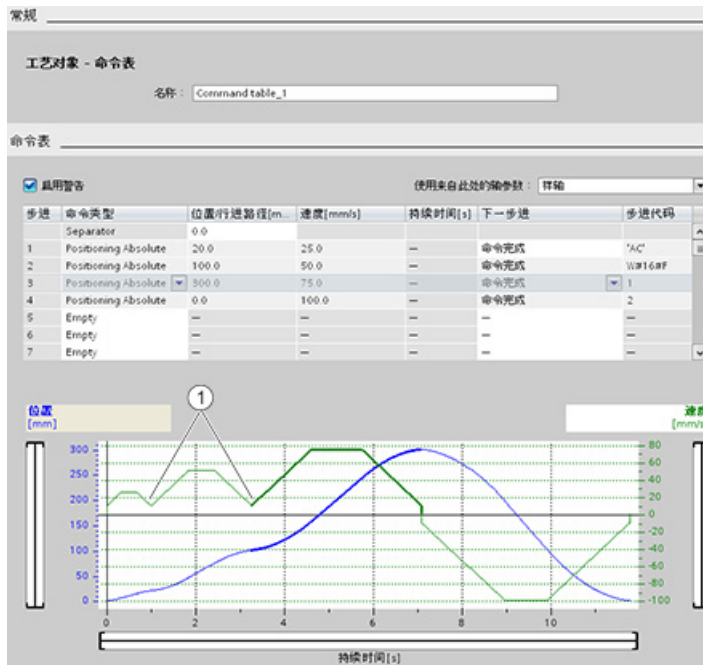 常规
工艺对象 - 命令表
名称： Command table_1
命令表
启用警告 使用来自此处的轴参数： 样轴
步进 命令类型 位置/行进路径[m... 速度[mm/s] 持续时间[s] 下一步进 步进代码
Separator 0.0
1 Positioning Absolute 20.0 25.0 — 命令完成 'AC'
2 Positioning Absolute 100.0 50.0 — 命令完成 W#16#F
3 Positioning Absolute 300.0 75.0 — 命令完成 1
4 Positioning Absolute 0.0 100.0 — 命令完成 2
5 Empty — — — — —
6 Empty — — — — —
7 Empty — — — — —
位置
[mm]
1
速度
[mm/s
300
250
200
150
100
50
0
80
60
40
20
0
-20
-40
-60
-80
-100
0 2 4 6 8 10
持续时间[s]